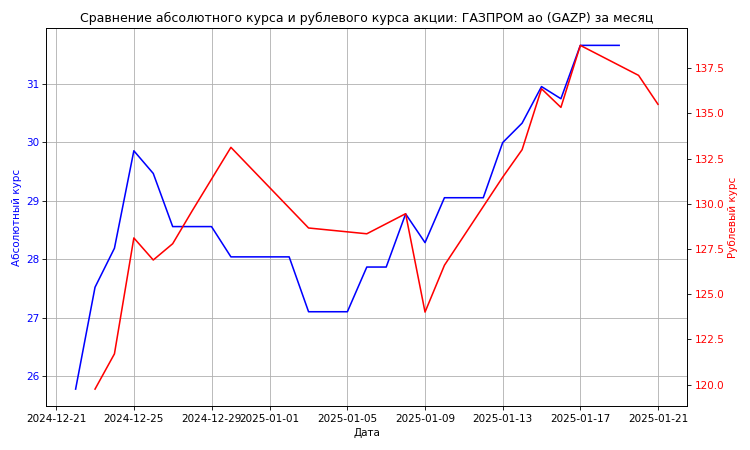 Сравнение абсолютного курса и рублевого курса акции: ГАЗПРОМ ао (GAZP) за месяц
Абсолютный курс
31
30
29
28
27
26
137.5
135.0
132.5
130.0
127.5
125.0
122.5
120.0
Рублевый курс
2024-12-21 2024-12-25 2024-12-29 2025-01-01 2025-01-05 2025-01-09 2025-01-13 2025-01-17 2025-01-21
Дата